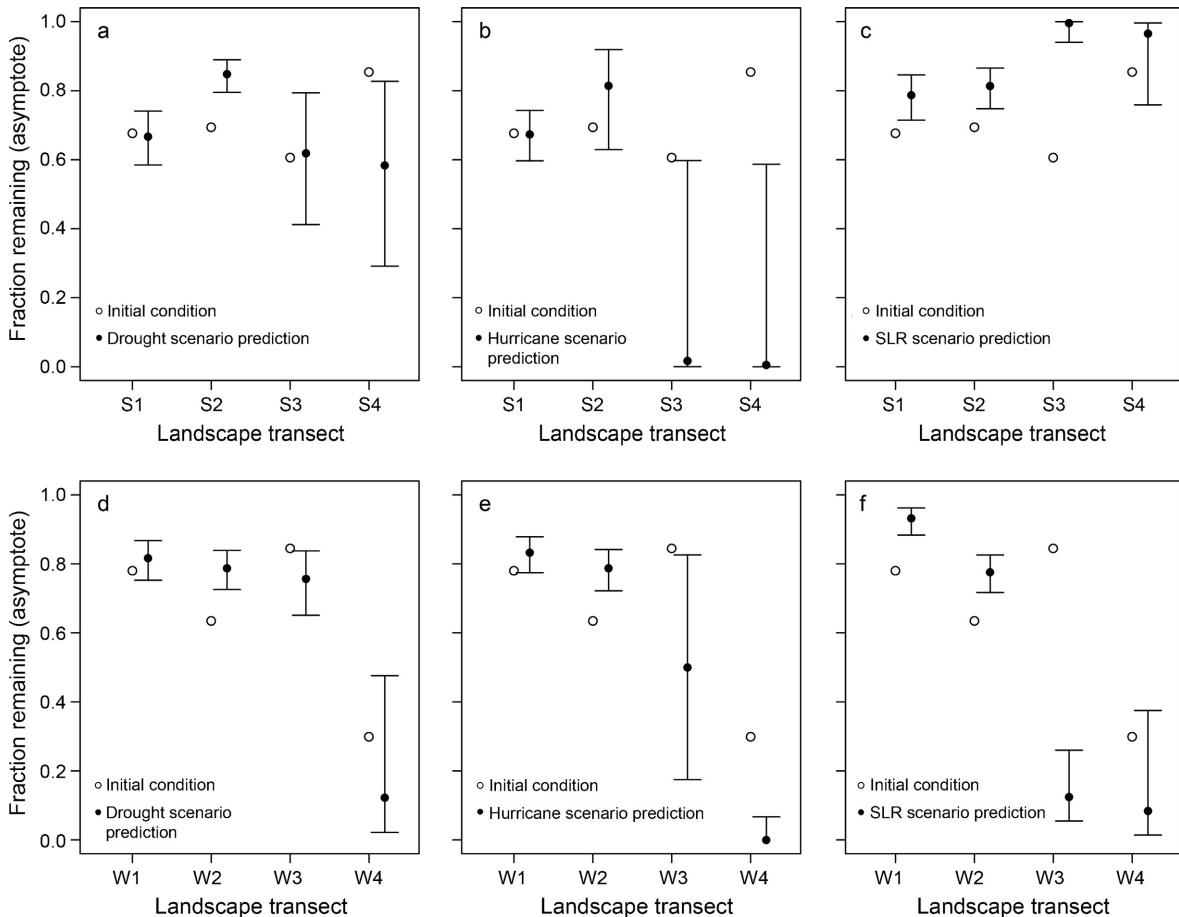 a
Fraction remaining (asymptote)
1.0
0.8
0.6
0.4
0.2
0.0
Initial condition
Drought scenario prediction
S1 S2 S3 S4
Landscape transect
b
Initial condition
Hurricane scenario
prediction
S1 S2 S3 S4
Landscape transect
c
Initial condition
SLR scenario prediction
S1 S2 S3 S4
Landscape transect
d
Fraction remaining (asymptote)
1.0
0.8
0.6
0.4
0.2
0.0
Initial condition
Drought scenario
prediction
W1 W2 W3 W4
Landscape transect
e
Initial condition
Hurricane scenario prediction
W1 W2 W3 W4
Landscape transect
f
Initial condition
SLR scenario prediction
W1 W2 W3 W4
Landscape transect